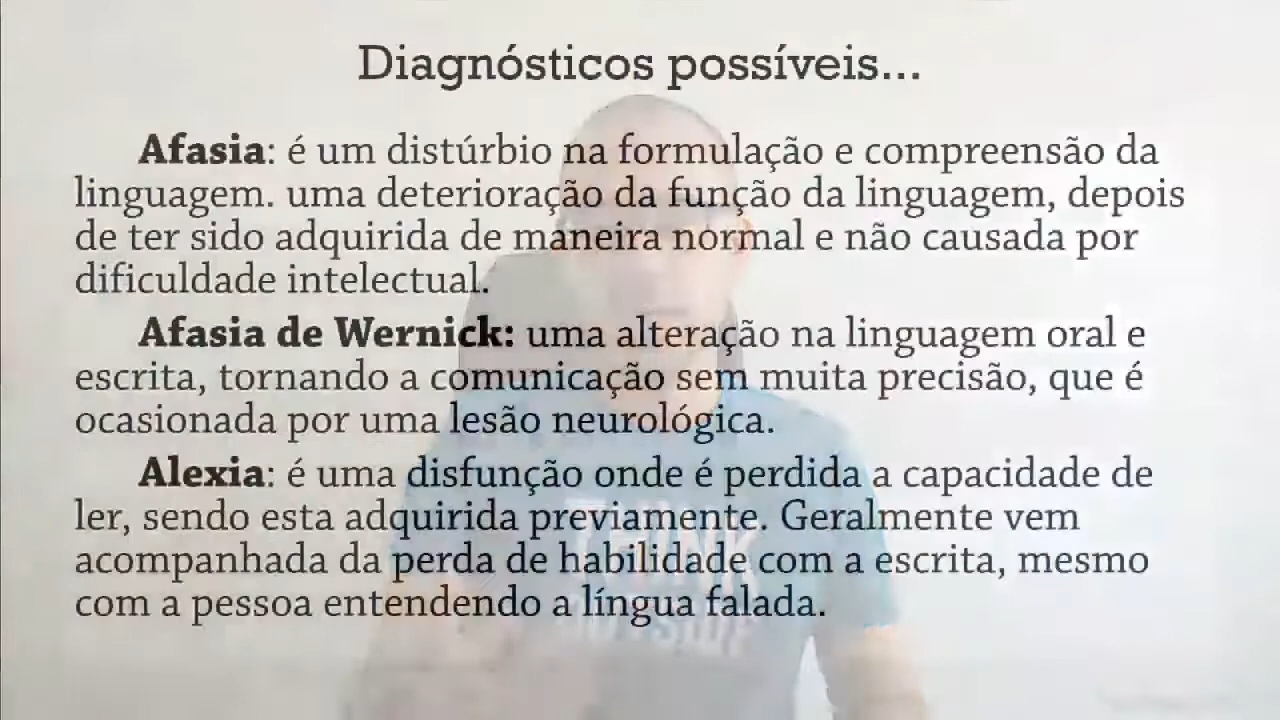 Diagnósticos possíveis...
Afasia: é um distúrbio na formulação e compreensão da
linguagem. uma deterioração da função da linguagem, depois
de ter sido adquirida de maneira normal e não causada por
dificuldade intelectual.
Afasia de Wernick: uma alteração na linguagem oral e
escrita, tornando a comunicação sem muita precisão, que é
ocasionada por uma lesão neurológica.
Alexia: é uma disfunção onde é perdida a capacidade de
ler, sendo esta adquirida previamente. Geralmente vem
acompanhada da perda de habilidade com a escrita, mesmo
com a pessoa entendendo a língua falada.
THINK